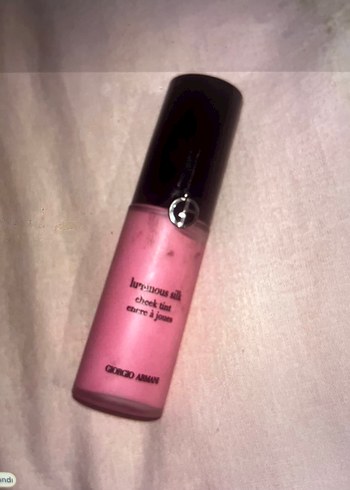 luminous silk
cheek tint
encre à joues
GIORGIO ARMANI